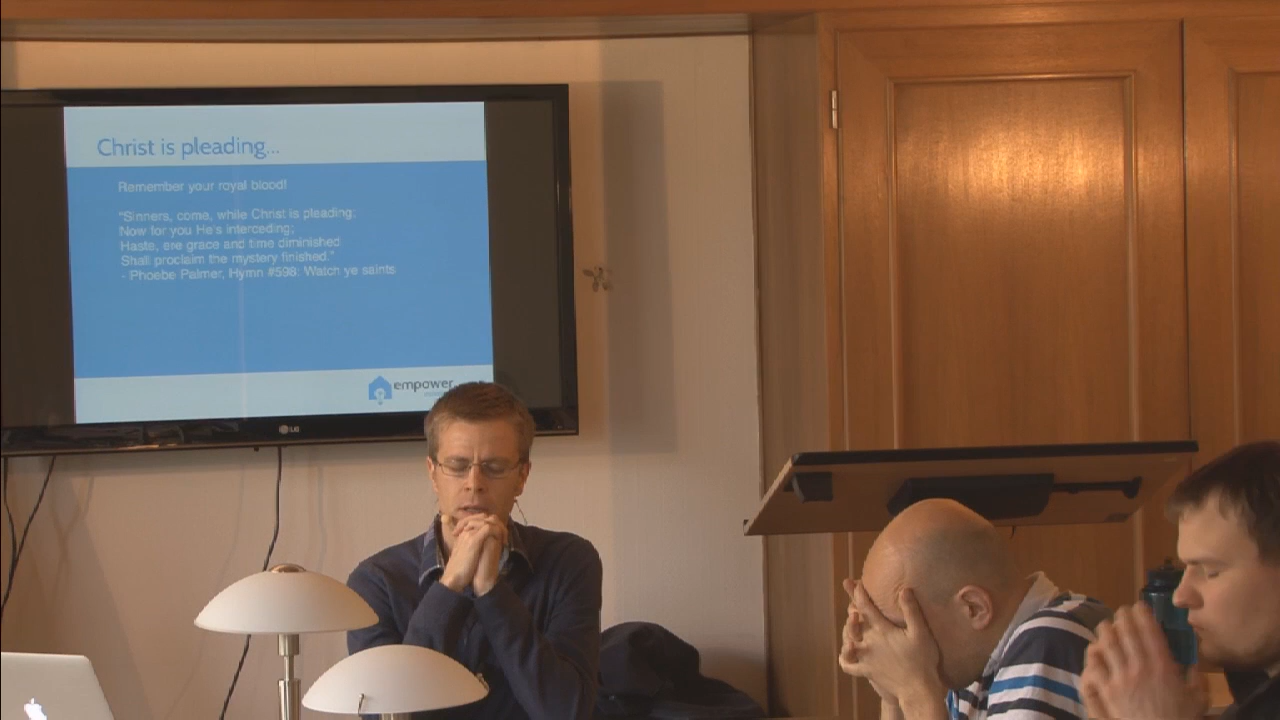 Christ is pleading...
Remember your royal blood!
"Sinners, come, while Christ is pleading;
Now for you He's interceding;
Haste, ere grace and time diminished
Shall proclaim the mystery finished."
- Phoebe Palmer, Hymn #598: Watch ye saints
empower
LG